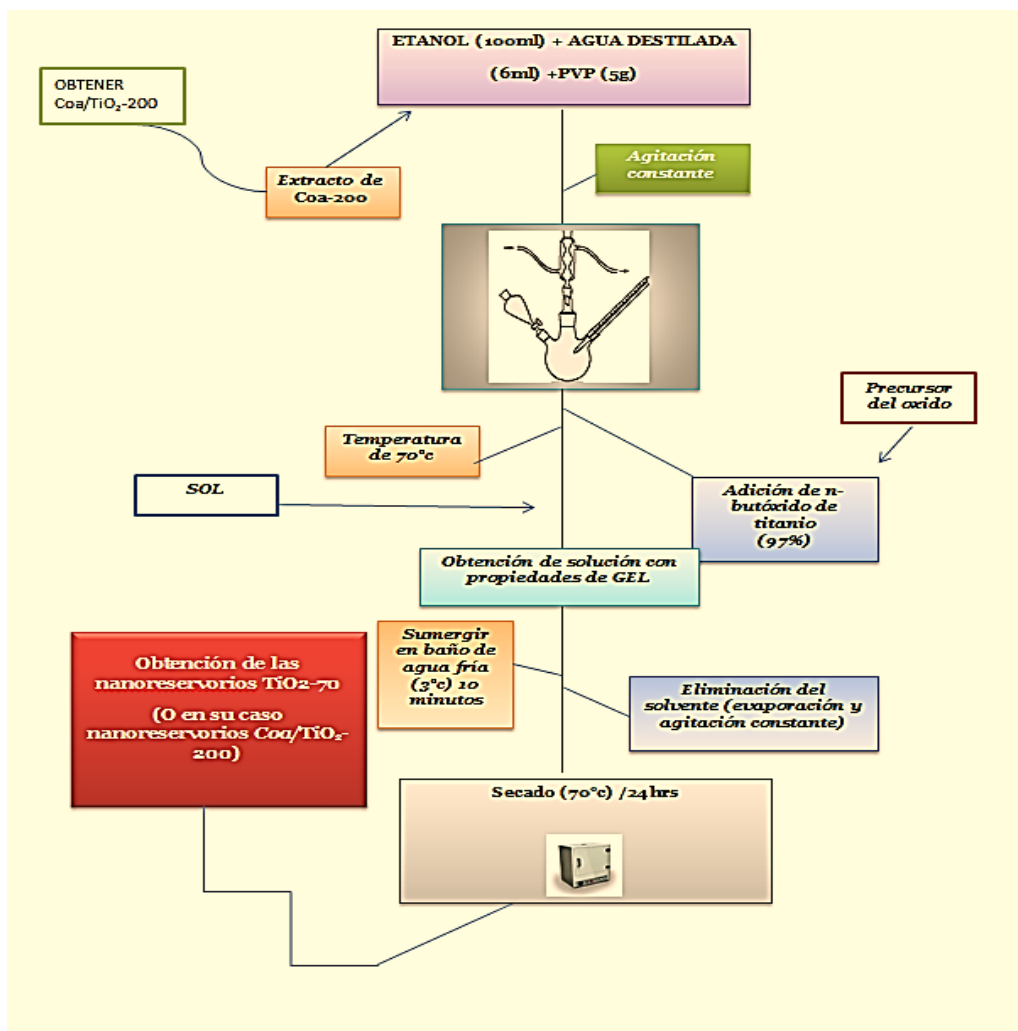 ETANOL (100ml) + AGUA DESTILADA
(6ml) +PVP (5g)
OBTENER
Coa/TiO₂-200
Extracto de
Coa-200
Agitación
constante
Precursor
del oxido
Temperatura
de 70°c
SOL
Adición de n-
butóxido de
titanio
(97%)
Obtención de solución con
propiedades de GEL
Sumergir
en baño de
agua fría
(3°c) 10
minutos
Obtención de las
nanoreservorios TiO2-70
(O en su caso
nanoreservorios Coa/TiO₂-
200)
Eliminación del
solvente (evaporación y
agitación constante)
Secado (70°c) /24hrs